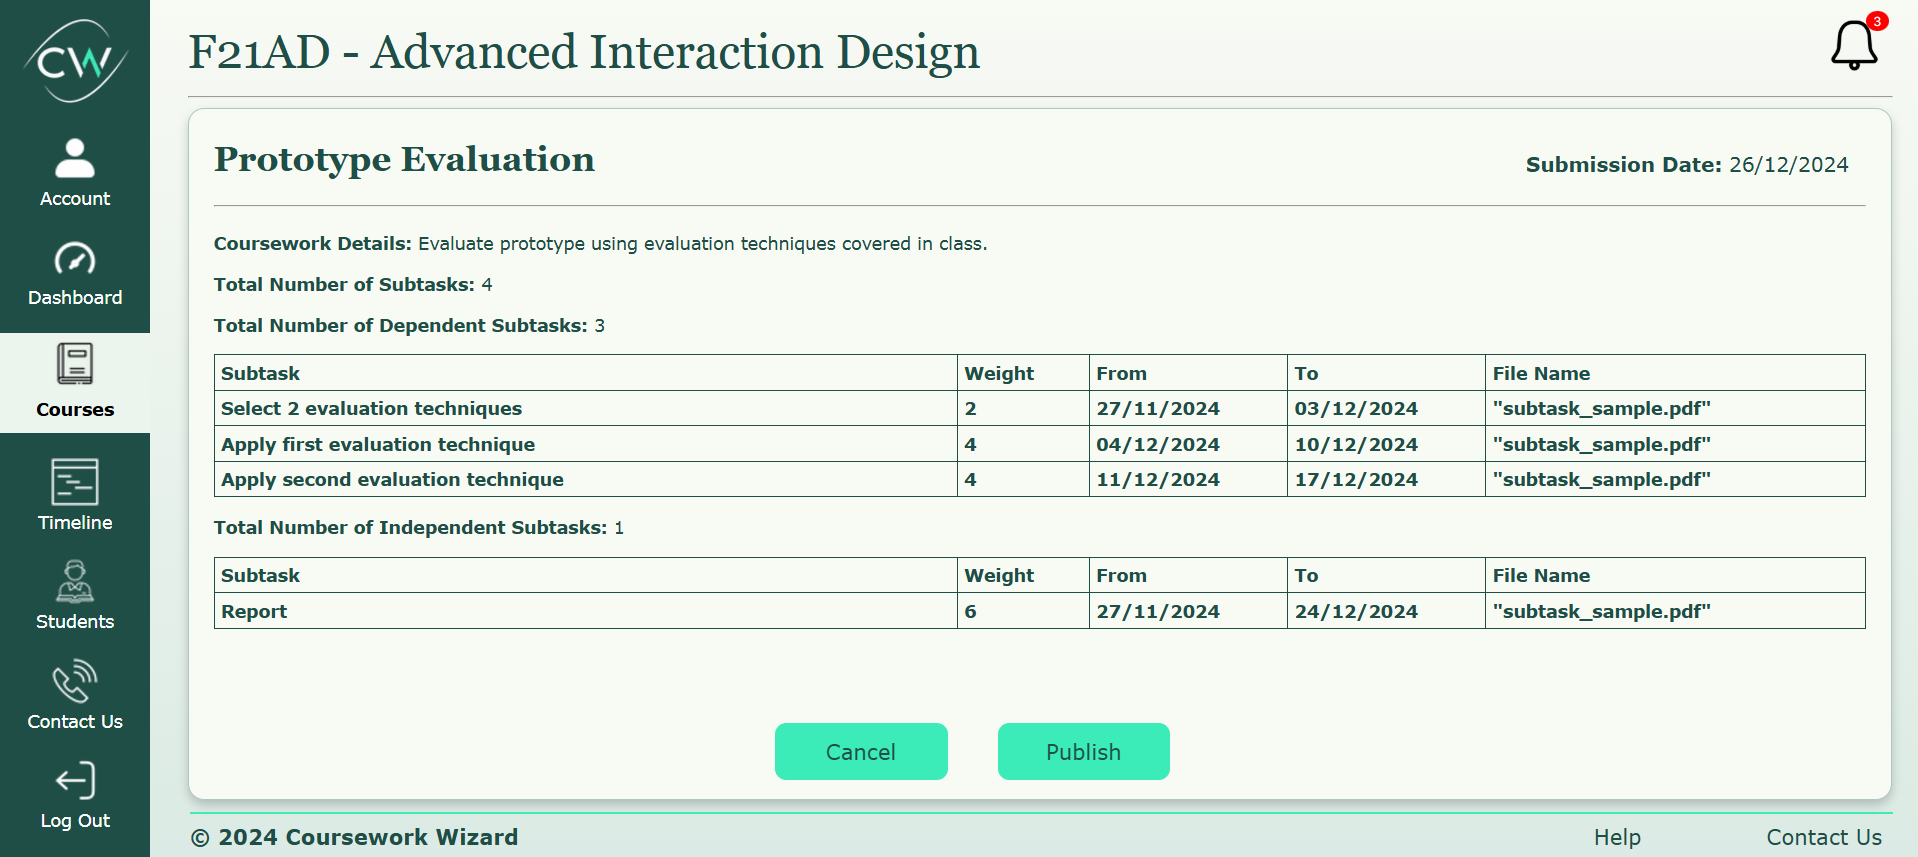 CW
Account
Dashboard
Courses
Timeline
Students
Contact Us
Log Out
F21AD - Advanced Interaction Design
3
Prototype Evaluation
Submission Date: 26/12/2024
Coursework Details: Evaluate prototype using evaluation techniques covered in class.
Total Number of Subtasks: 4
Total Number of Dependent Subtasks: 3
Subtask Weight From To File Name
Select 2 evaluation techniques 2 27/11/2024 03/12/2024 "subtask_sample.pdf"
Apply first evaluation technique 4 04/12/2024 10/12/2024 "subtask_sample.pdf"
Apply second evaluation technique 4 11/12/2024 17/12/2024 "subtask_sample.pdf"
Total Number of Independent Subtasks: 1
Subtask Weight From To File Name
Report 6 27/11/2024 24/12/2024 "subtask_sample.pdf"
Cancel Publish
© 2024 Coursework Wizard Help Contact Us